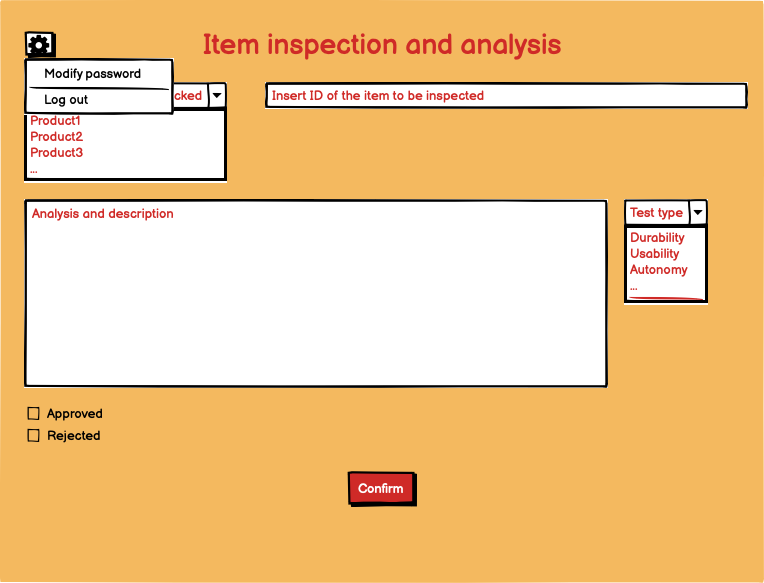 Item inspection and analysis
Modify password
Log out
Insert ID of the item to be inspected
Product1
Product2
Product3
...
Analysis and description
Test type
Durability
Usability
Autonomy
...
Approved
Rejected
Confirm